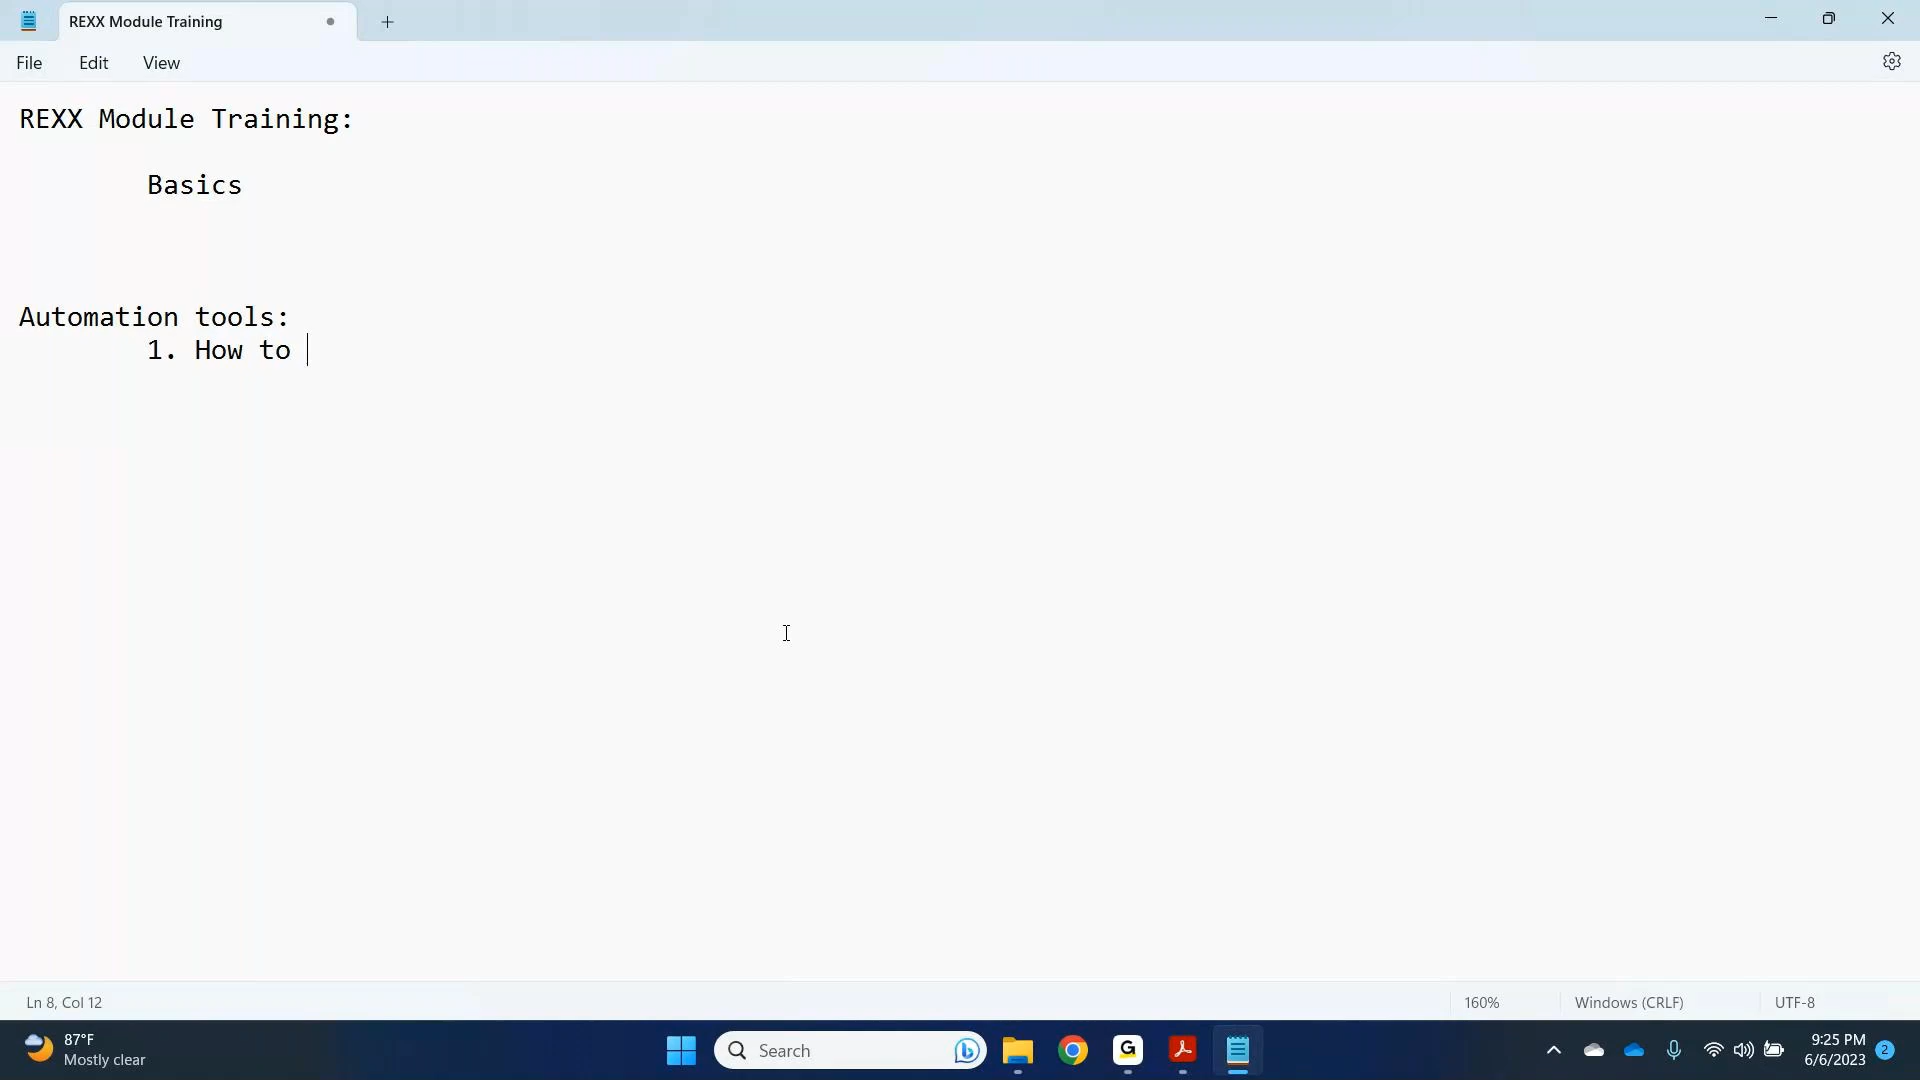 REXX Module Training
File Edit View
REXX Module Training:
Basics
Automation tools:
1. How to
Ln 8, Col 12 160% Windows (CRLF) UTF-8
87°F
Mostly clear
Search
G
9:25 PM
6/6/2023
2